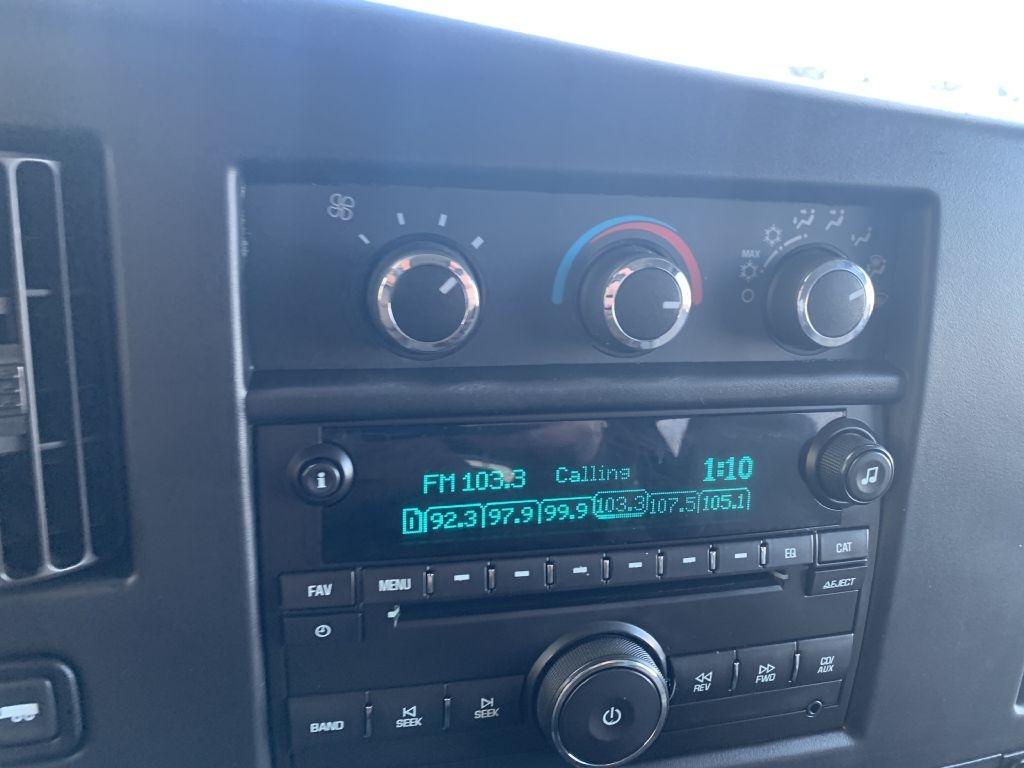 MAX
FM 103.3 Calling 1:10
D 92.3 97.9 99.9 103.3 107.5 105.1
i
FAV MENU EQ CAT
EJECT
BAND SEEK SEEK REV FWD CD/
AUX